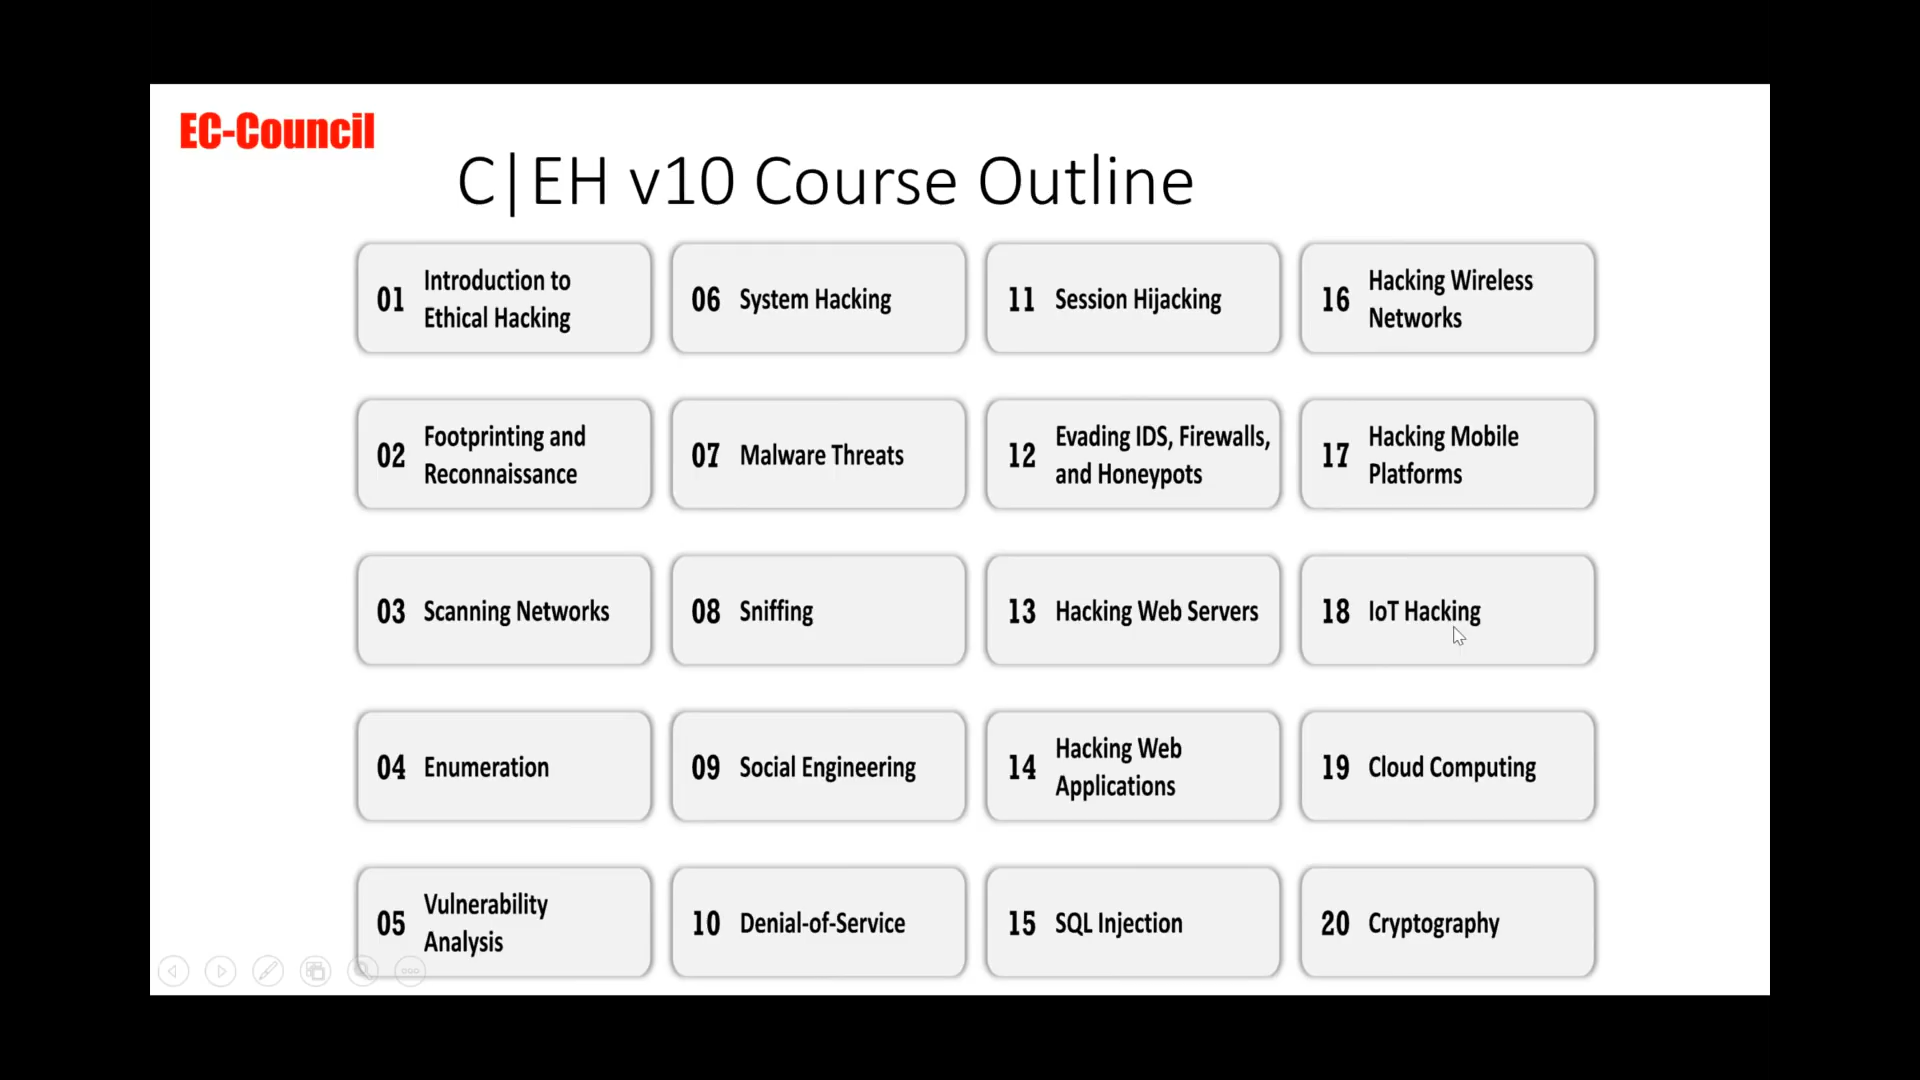 EC-Council
C|EH v10 Course Outline
01 Introduction to
Ethical Hacking
02 Footprinting and
Reconnaissance
03 Scanning Networks
04 Enumeration
05 Vulnerability
Analysis
06 System Hacking
07 Malware Threats
08 Sniffing
09 Social Engineering
10 Denial-of-Service
11 Session Hijacking
12 Evading IDS, Firewalls,
and Honeypots
13 Hacking Web Servers
14 Hacking Web
Applications
15 SQL Injection
16 Hacking Wireless
Networks
17 Hacking Mobile
Platforms
18 IoT Hacking
19 Cloud Computing
20 Cryptography